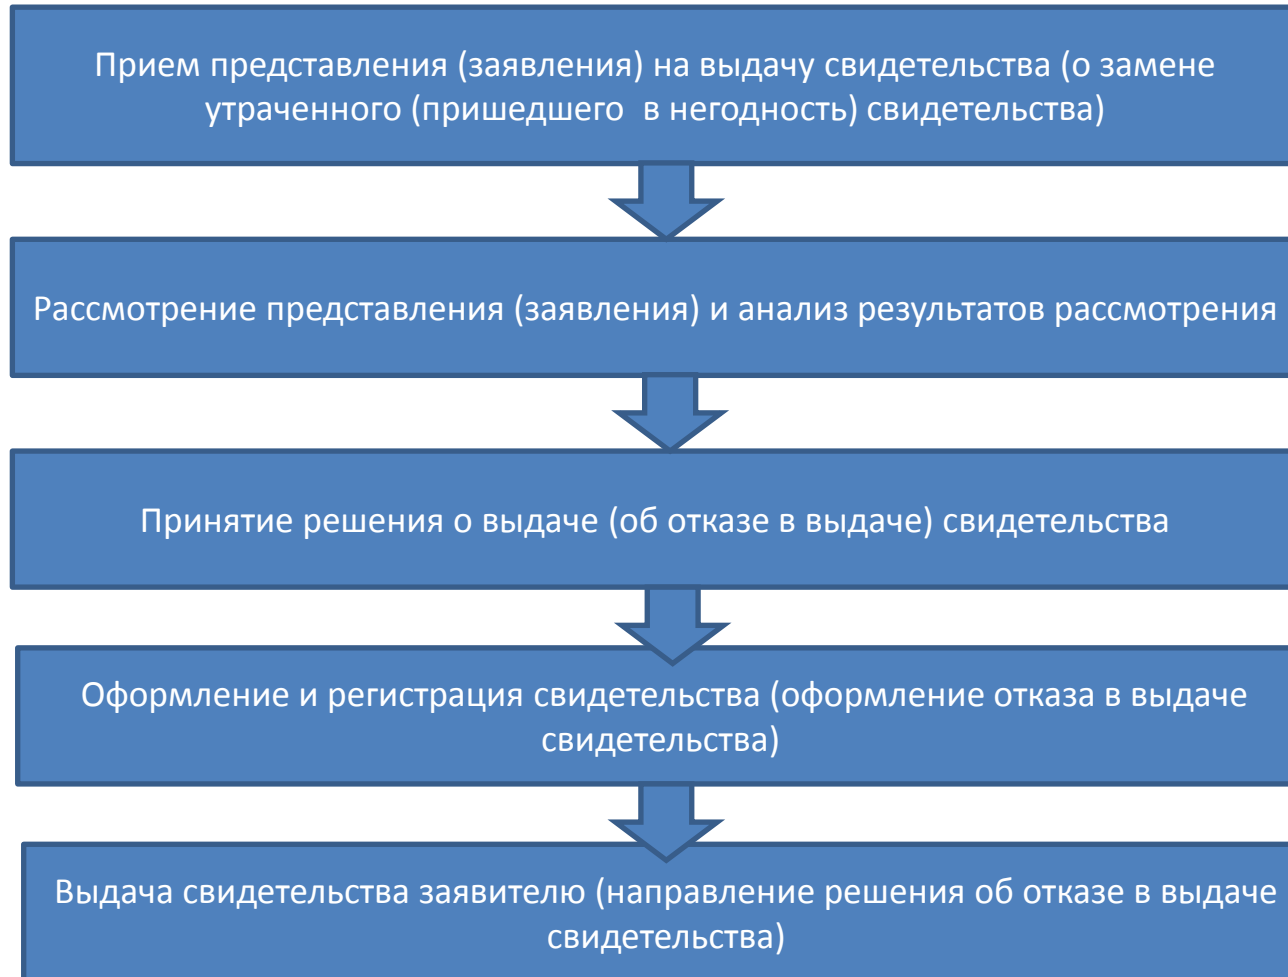 Прием представления (заявления) на выдачу свидетельства (о замене
утраченного (пришедшего  в негодность) свидетельства)
Рассмотрение представления (заявления) и анализ результатов рассмотрения
Принятие решения о выдаче (об отказе в выдаче) свидетельства
Оформление и регистрация свидетельства (оформление отказа в выдаче
свидетельства)
Выдача свидетельства заявителю (направление решения об отказе в выдаче
свидетельства)